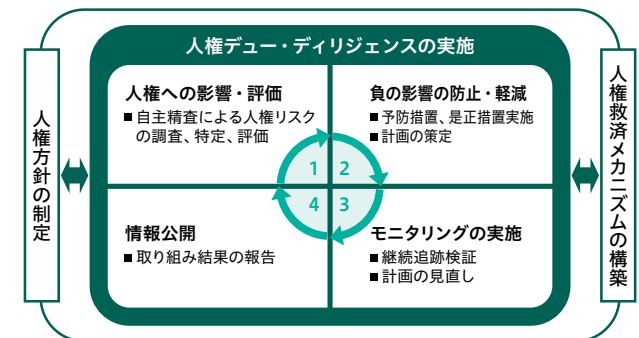 人権デュー・ディリジェンスの実施
人権方針の制定
人権への影響・評価
■自主精査による人権リスク
の調査、特定、評価
1
負の影響の防止・軽減
■予防措置、是正措置実施
■計画の策定
2
モニタリングの実施
■継続追跡検証
■計画の見直し
3
情報公開
■取り組み結果の報告
4
人権救済メカニズムの構築